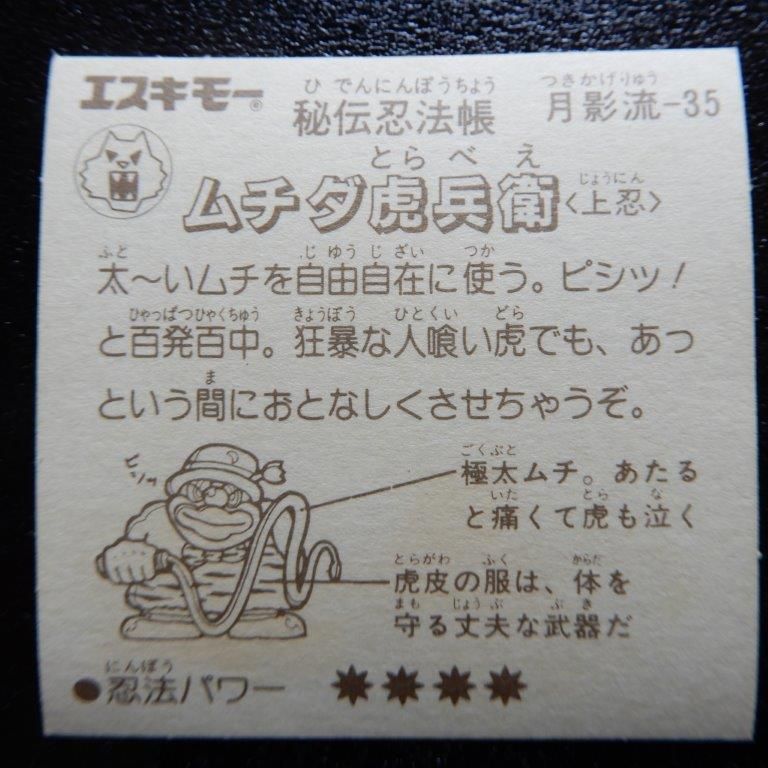 エスキモー®
ひでんにんぽうちょう
秘伝忍法帳
つきかげりゅう
月影流-35
とらべえ
ムチダ虎兵衛
じょうにん
〈上忍〉
ふと じゆうじざい つか
太〜いムチを自由自在に使う。ピシッ!
ひゃっぱつひゃくちゅう きょうぼう ひとくい どら
と百発百中。狂暴な人喰い虎でも、あっ
ま
という間におとなしくさせちゃうぞ。
ごくぶと
極太ムチ。あたる
いた とら な
と痛くて虎も泣く
とらがわ ふく からだ
虎皮の服は、体を
まも じょうぶ ぶき
守る丈夫な武器だ
にんぽう
●忍法パワー